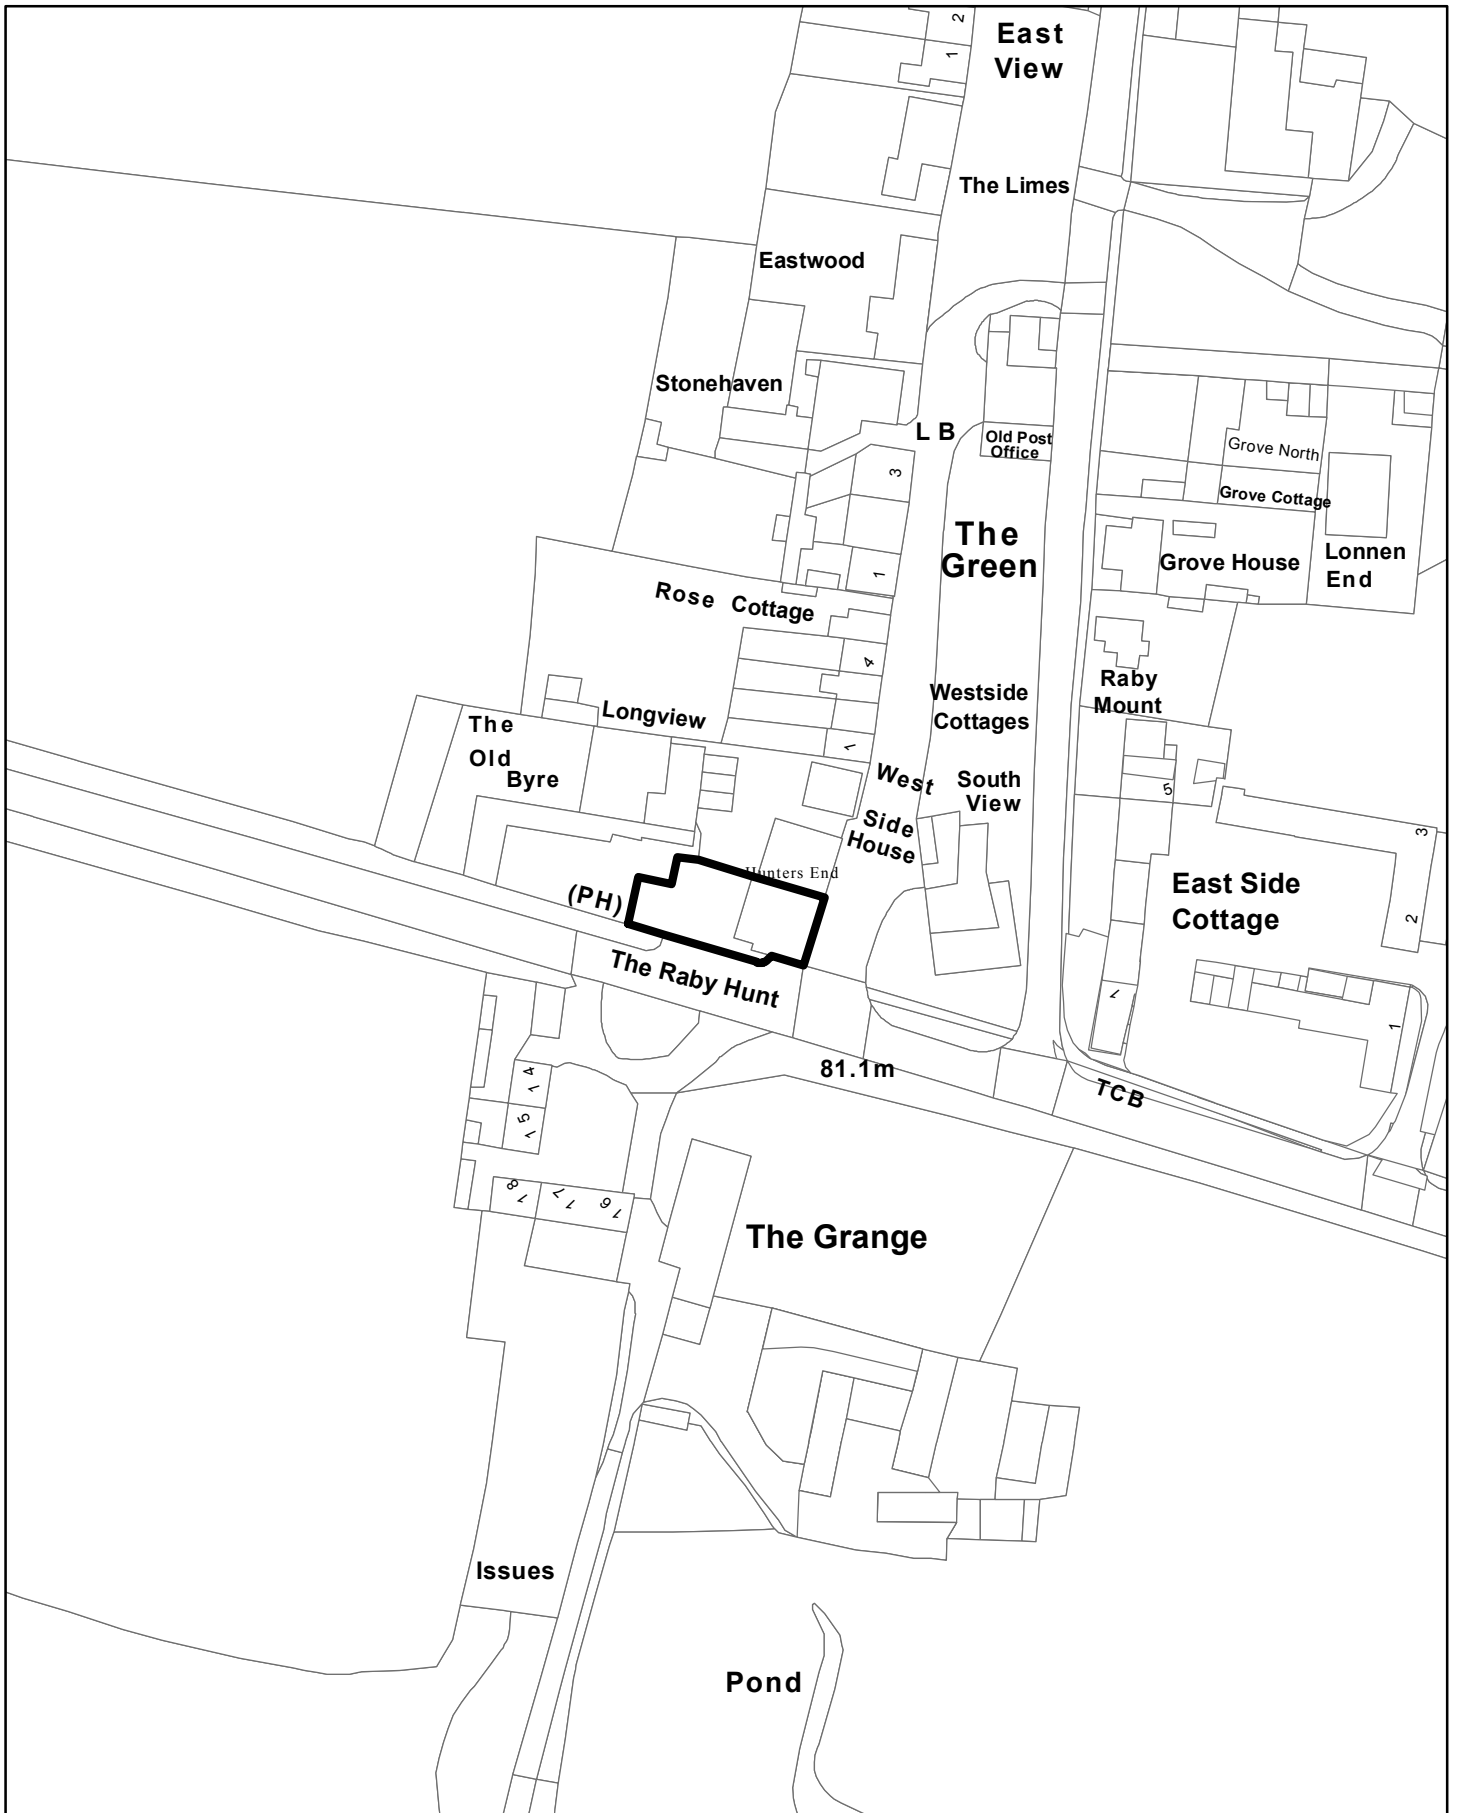 2
1
East
View
The Limes
Eastwood
Stonehaven
L B
Old Post
Office
Grove North
Grove Cottage
3
The
Green
Grove House
Lonnen
End
1
Rose Cottage
4
Raby
Mount
Westside
Cottages
Longview
The
Old
Byre
1
West
Side
House
South
View
5
3
Hunters End
East Side
Cottage
2
(PH)
The Raby Hunt
1
1
81.1m
TCB
14
15
18
17
16
The Grange
Issues
Pond